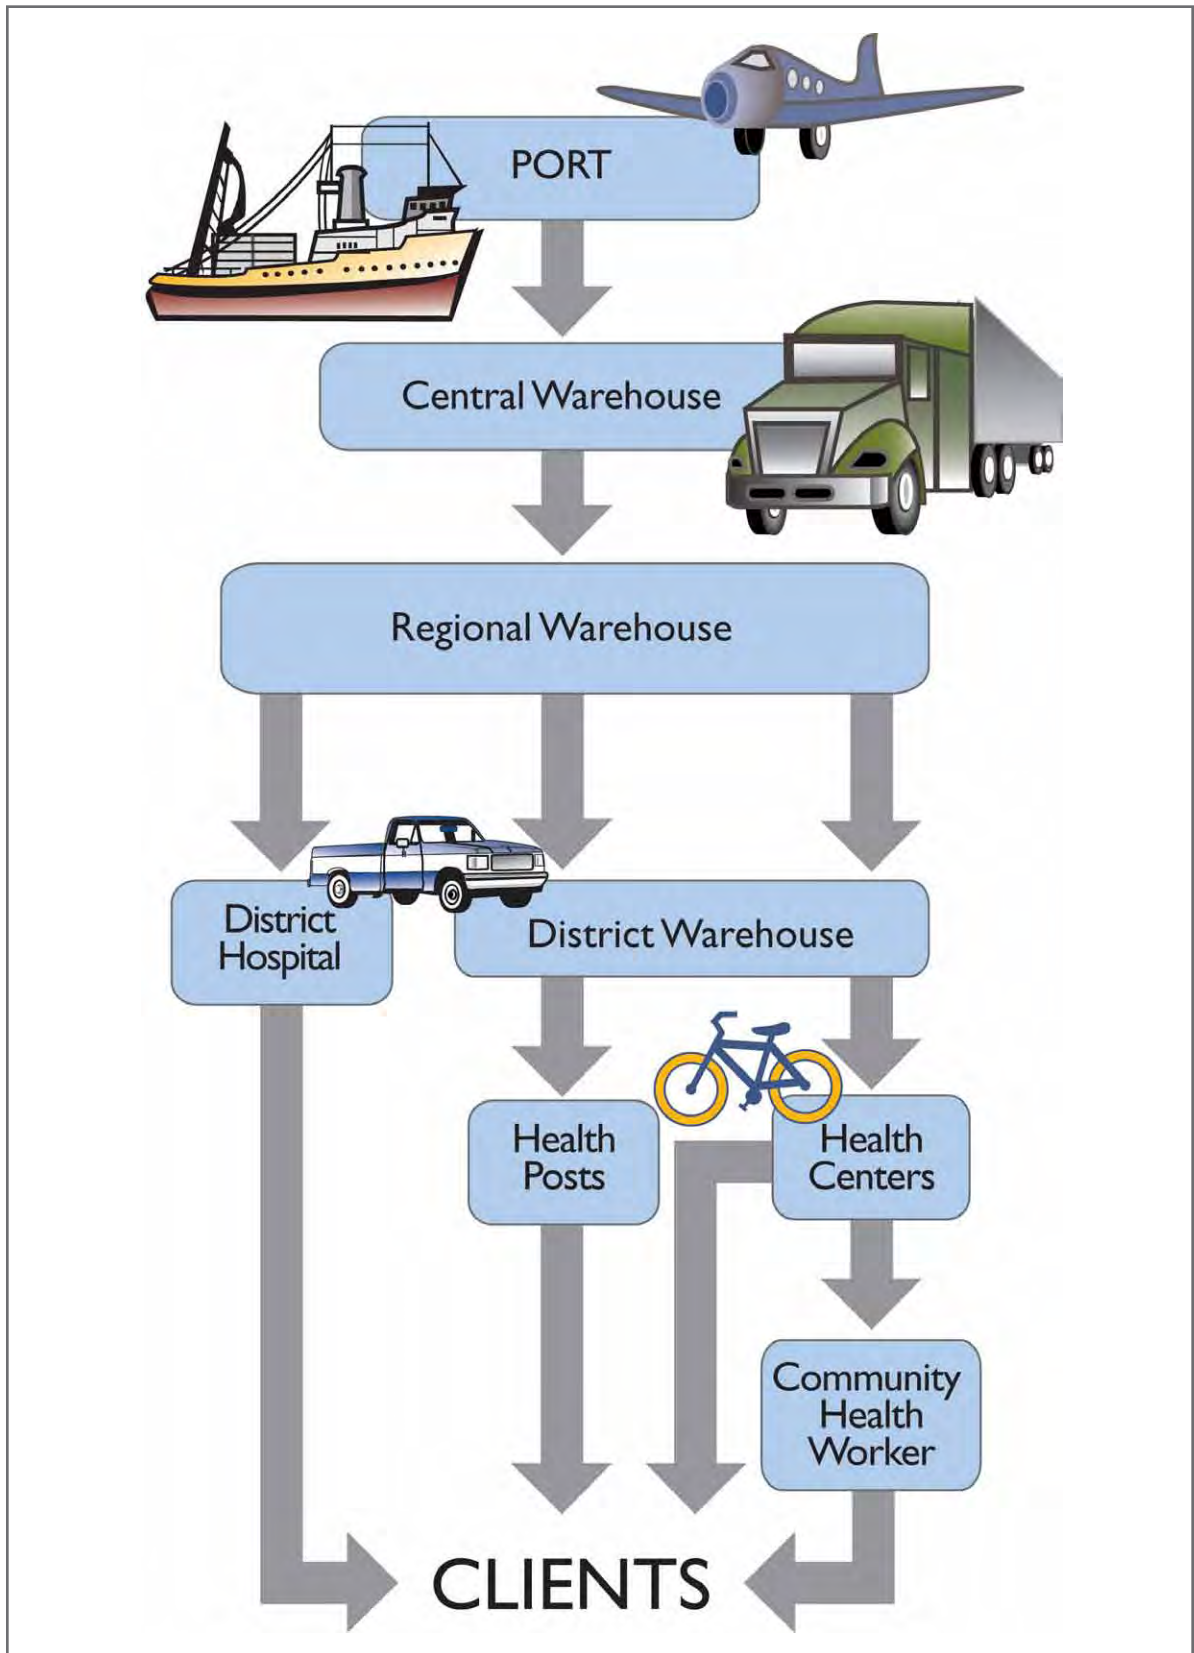 PORT
Central Warehouse
Regional Warehouse
District
Hospital
District Warehouse
Health
Posts
Health
Centers
Community
Health
Worker
CLIENTS